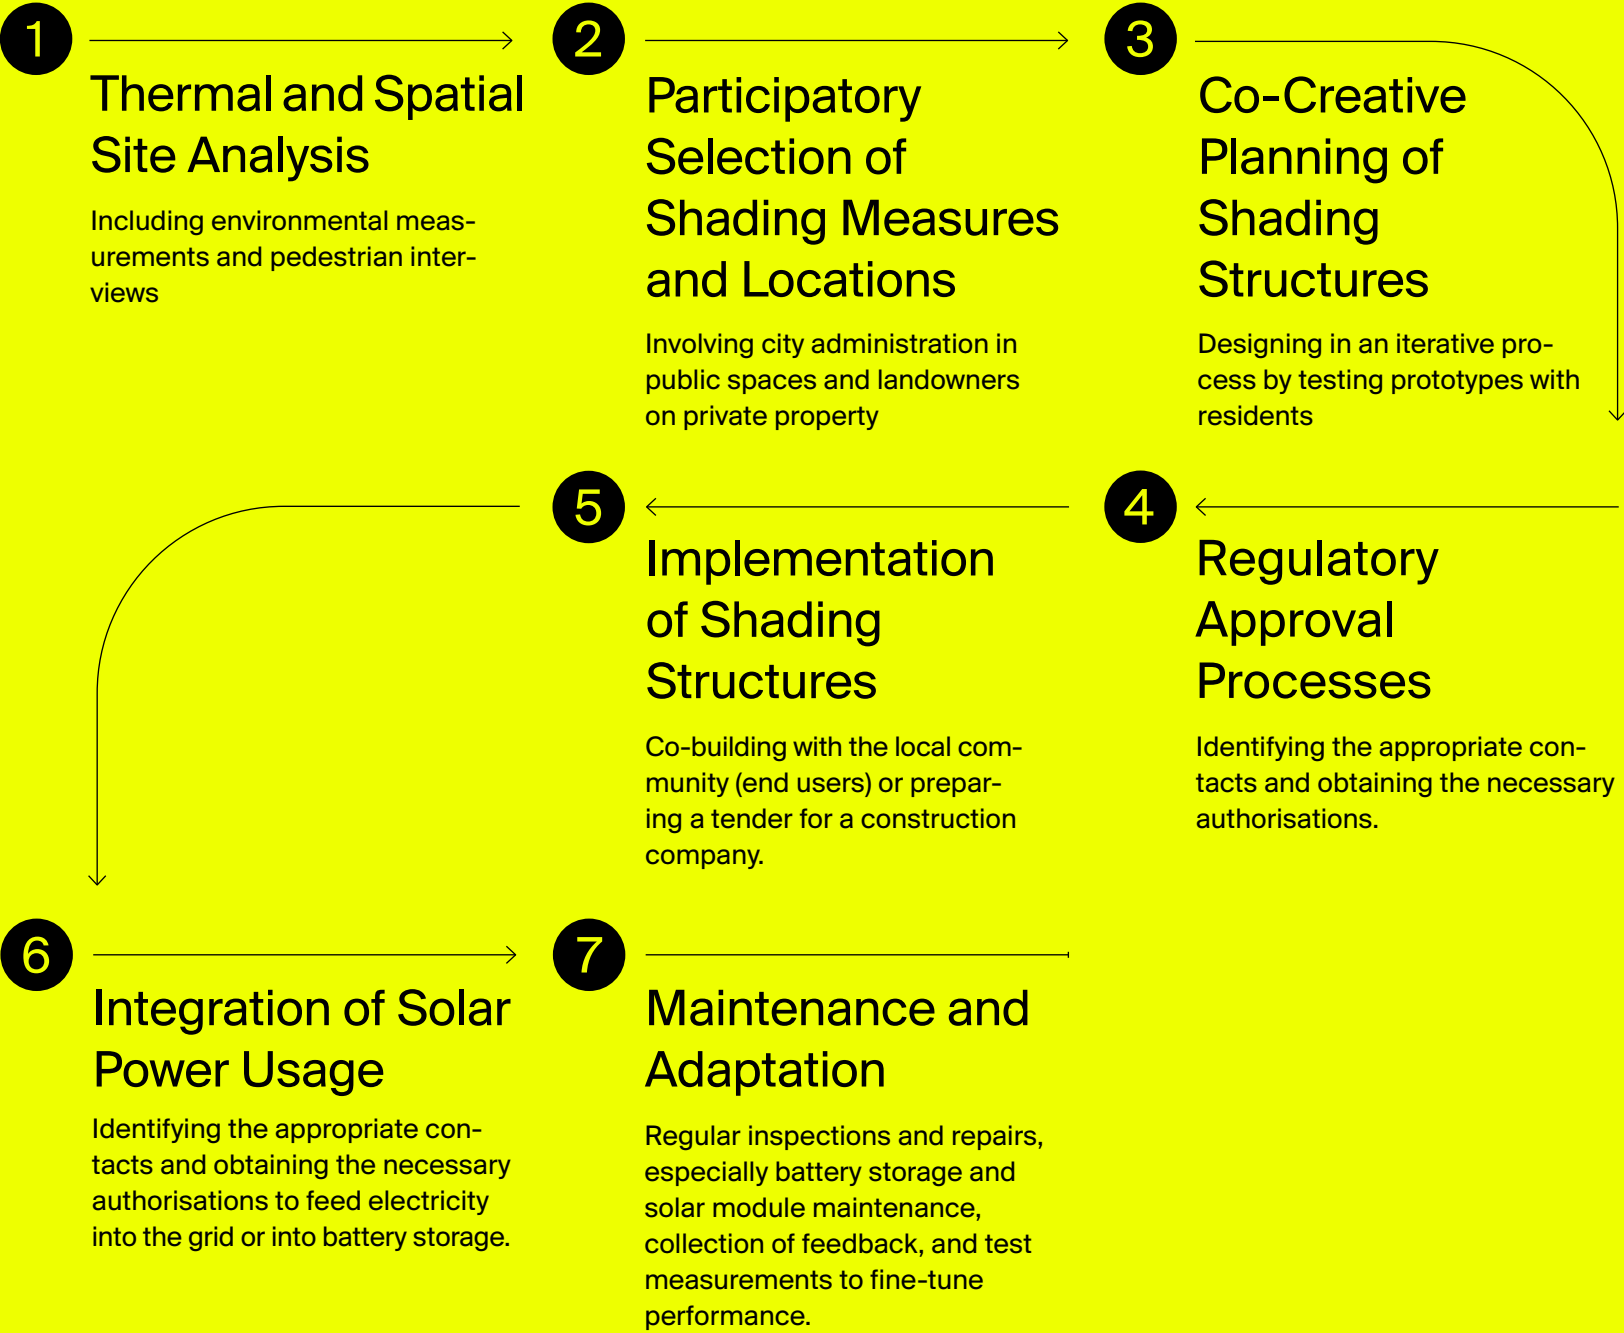 1
Thermal and Spatial
Site Analysis
Including environmental meas-
urements and pedestrian inter-
views
2
Participatory
Selection of
Shading Measures
and Locations
Involving city administration in
public spaces and landowners
on private property
3
Co-Creative
Planning of
Shading
Structures
Designing in an iterative pro-
cess by testing prototypes with
residents
4
Regulatory
Approval
Processes
Identifying the appropriate con-
tacts and obtaining the necessary
authorisations.
5
Implementation
of Shading
Structures
Co-building with the local com-
munity (end users) or prepar-
ing a tender for a construction
company.
6
Integration of Solar
Power Usage
Identifying the appropriate con-
tacts and obtaining the necessary
authorisations to feed electricity
into the grid or into battery storage.
7
Maintenance and
Adaptation
Regular inspections and repairs,
especially battery storage and
solar module maintenance,
collection of feedback, and test
measurements to fine-tune
performance.